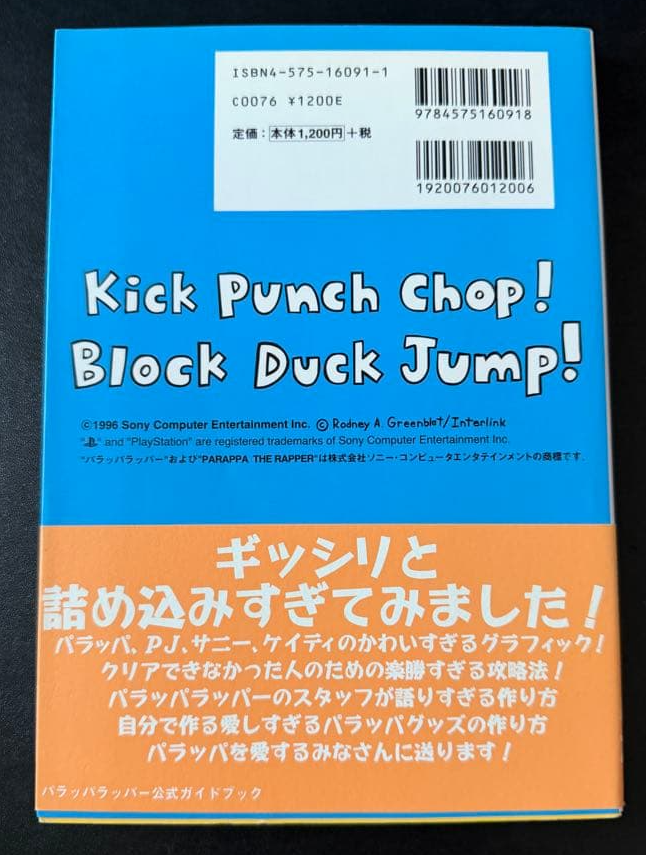 ISBN4-575-16091-1
C0076 ¥1200E
定価：本体1,200円＋税
9784575160918
1920076012006
Kick Punch Chop!
Block Duck Jump!
©1996 Sony Computer Entertainment Inc. ©Rodney A. Greenblat/Interlink
" " and "PlayStation" are registered trademarks of Sony Computer Entertainment Inc.
"パラッパラッパー"および"PARAPPA THE RAPPER"は株式会社ソニー・コンピュータエンタテインメントの商標です。
ギッシリと
詰め込みすぎてみました！
パラッパ、PJ、サニー、ケイティのかわいすぎるグラフィック！
クリアできなかった人のための楽勝すぎる攻略法！
パラッパラッパーのスタッフが語りすぎる作り方
自分で作る愛しすぎるパラッパグッズの作り方
パラッパを愛するみなさんに送ります！
パラッパラッパー公式ガイドブック